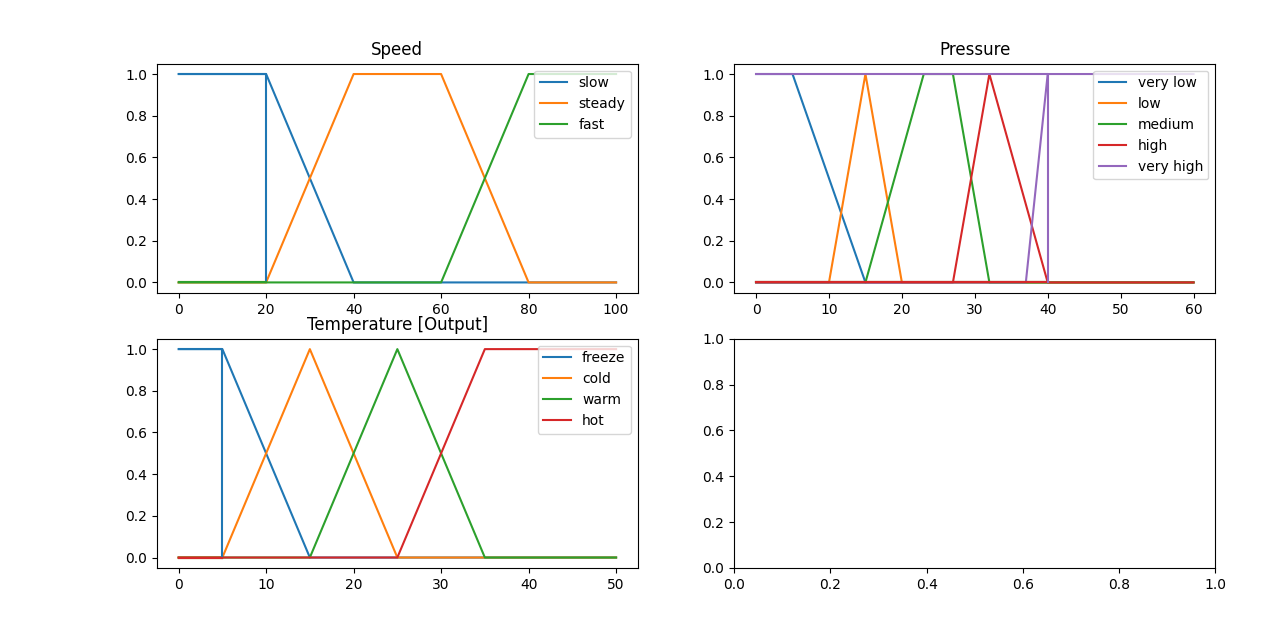 Speed
1.0
0.8
0.6
0.4
0.2
0.0
0 20 40 60 80 100
slow
steady
fast
Pressure
1.0
0.8
0.6
0.4
0.2
0.0
0 10 20 30 40 50 60
very low
low
medium
high
very high
Temperature [Output]
1.0
0.8
0.6
0.4
0.2
0.0
0 10 20 30 40 50
freeze
cold
warm
hot
1.0
0.8
0.6
0.4
0.2
0.0
0.0 0.2 0.4 0.6 0.8 1.0